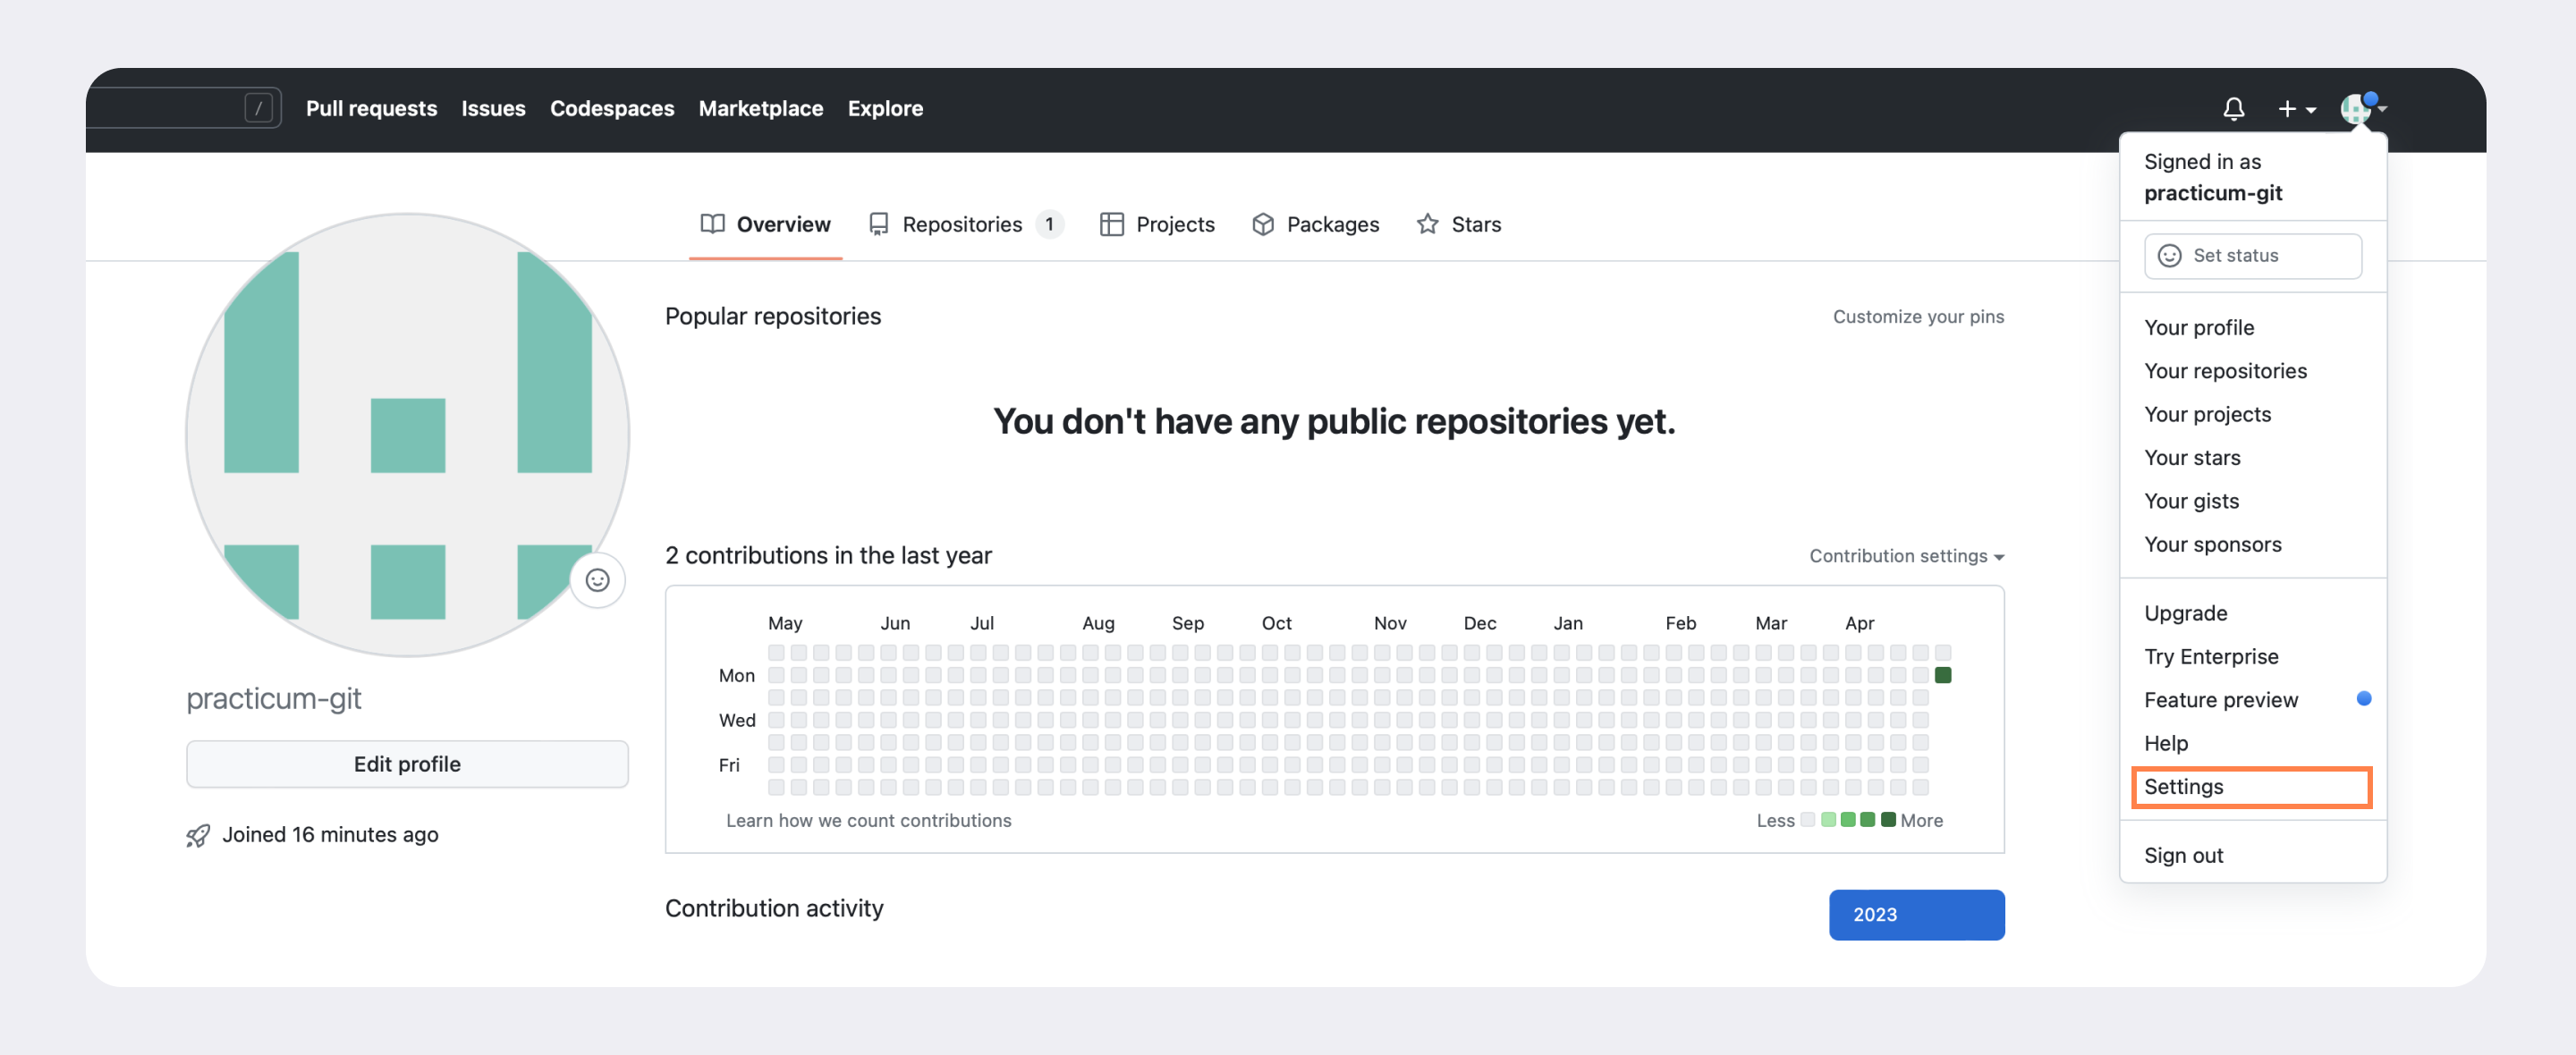 / Pull requests Issues Codespaces Marketplace Explore
Signed in as
practicum-git
Set status
Your profile
Your repositories
Your projects
Your stars
Your gists
Your sponsors
Upgrade
Try Enterprise
Feature preview
Help
Settings
Sign out
Overview Repositories 1 Projects Packages Stars
practicum-git
Edit profile
Joined 16 minutes ago
Popular repositories Customize your pins
You don't have any public repositories yet.
2 contributions in the last year Contribution settings
May Jun Jul Aug Sep Oct Nov Dec Jan Feb Mar Apr
Mon
Wed
Fri
Learn how we count contributions Less More
Contribution activity 2023